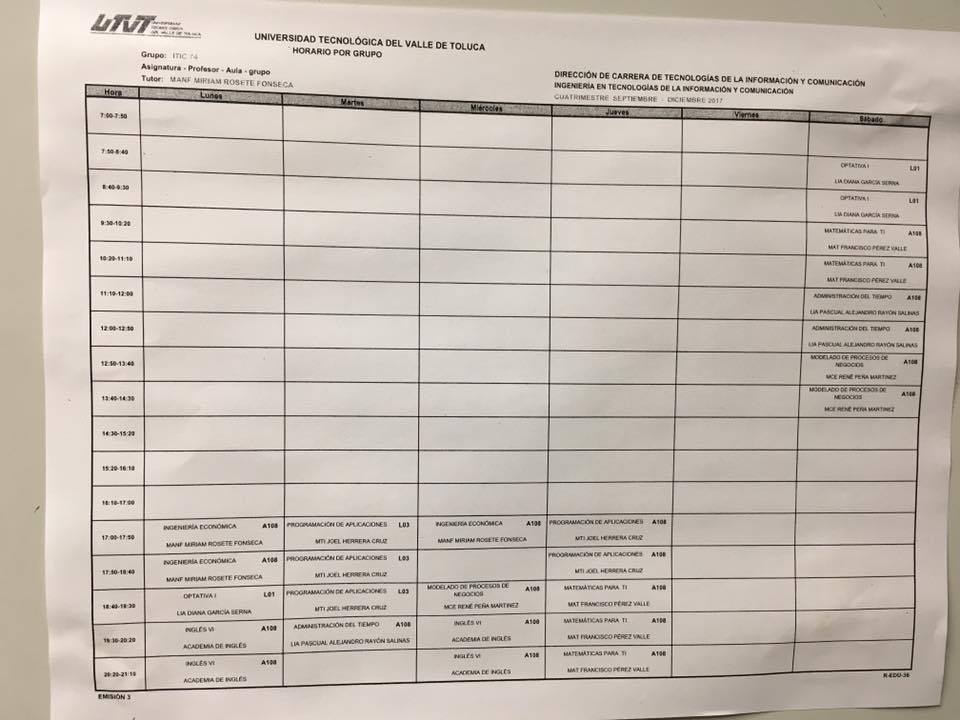 UTVT UNIVERSIDAD
TECNOLÓGICA
DEL VALLE DE TOLUCA
UNIVERSIDAD TECNOLÓGICA DEL VALLE DE TOLUCA
HORARIO POR GRUPO
Grupo: ITIC 74
Asignatura - Profesor - Aula - grupo
Tutor: MANF MIRIAM ROSETE FONSECA
DIRECCIÓN DE CARRERA DE TECNOLOGÍAS DE LA INFORMACIÓN Y COMUNICACIÓN
INGENIERÍA EN TECNOLOGÍAS DE LA INFORMACIÓN Y COMUNICACIÓN
CUATRIMESTRE SEPTIEMBRE - DICIEMBRE 2017
Hora Lunes Martes Miércoles Jueves Viernes Sábado
7:00-7:50
7:50-8:40
OPTATIVA I L01
LIA DIANA GARCÍA SERNA
8:40-9:30
OPTATIVA I L01
LIA DIANA GARCÍA SERNA
9:30-10:20
MATEMÁTICAS PARA TI A108
MAT FRANCISCO PÉREZ VALLE
10:20-11:10
MATEMÁTICAS PARA TI A108
MAT FRANCISCO PÉREZ VALLE
11:10-12:00
ADMINISTRACIÓN DEL TIEMPO A108
LIA PASCUAL ALEJANDRO RAYÓN SALINAS
12:00-12:50
ADMINISTRACIÓN DEL TIEMPO A108
LIA PASCUAL ALEJANDRO RAYÓN SALINAS
12:50-13:40
MODELADO DE PROCESOS DE A108
NEGOCIOS
MCE RENÉ PEÑA MARTINEZ
13:40-14:30
MODELADO DE PROCESOS DE A108
NEGOCIOS
MCE RENÉ PEÑA MARTINEZ
14:30-15:20
15:20-16:10
16:10-17:00
17:00-17:50
INGENIERÍA ECONÓMICA A108 PROGRAMACIÓN DE APLICACIONES L03 INGENIERÍA ECONÓMICA A108 PROGRAMACIÓN DE APLICACIONES A108
MANF MIRIAM ROSETE FONSECA MTI JOEL HERRERA CRUZ MANF MIRIAM ROSETE FONSECA MTI JOEL HERRERA CRUZ
17:50-18:40
INGENIERÍA ECONÓMICA A108 PROGRAMACIÓN DE APLICACIONES L03 PROGRAMACIÓN DE APLICACIONES A108
MANF MIRIAM ROSETE FONSECA MTI JOEL HERRERA CRUZ MTI JOEL HERRERA CRUZ
18:40-19:30
OPTATIVA I L01 PROGRAMACIÓN DE APLICACIONES L03 MODELADO DE PROCESOS DE NEGOCIOS A108 MATEMÁTICAS PARA TI A108
LIA DIANA GARCÍA SERNA MTI JOEL HERRERA CRUZ MCE RENÉ PEÑA MARTINEZ MAT FRANCISCO PÉREZ VALLE
19:30-20:20
INGLÉS VI A108 ADMINISTRACIÓN DEL TIEMPO A108 INGLÉS VI A108 MATEMÁTICAS PARA TI A108
ACADEMIA DE INGLÉS LIA PASCUAL ALEJANDRO RAYÓN SALINAS ACADEMIA DE INGLÉS MAT FRANCISCO PÉREZ VALLE
20:20-21:10
INGLÉS VI A108 INGLÉS VI A108 MATEMÁTICAS PARA TI A108
ACADEMIA DE INGLÉS ACADEMIA DE INGLÉS MAT FRANCISCO PÉREZ VALLE
EMISIÓN 3 R-EDU-36